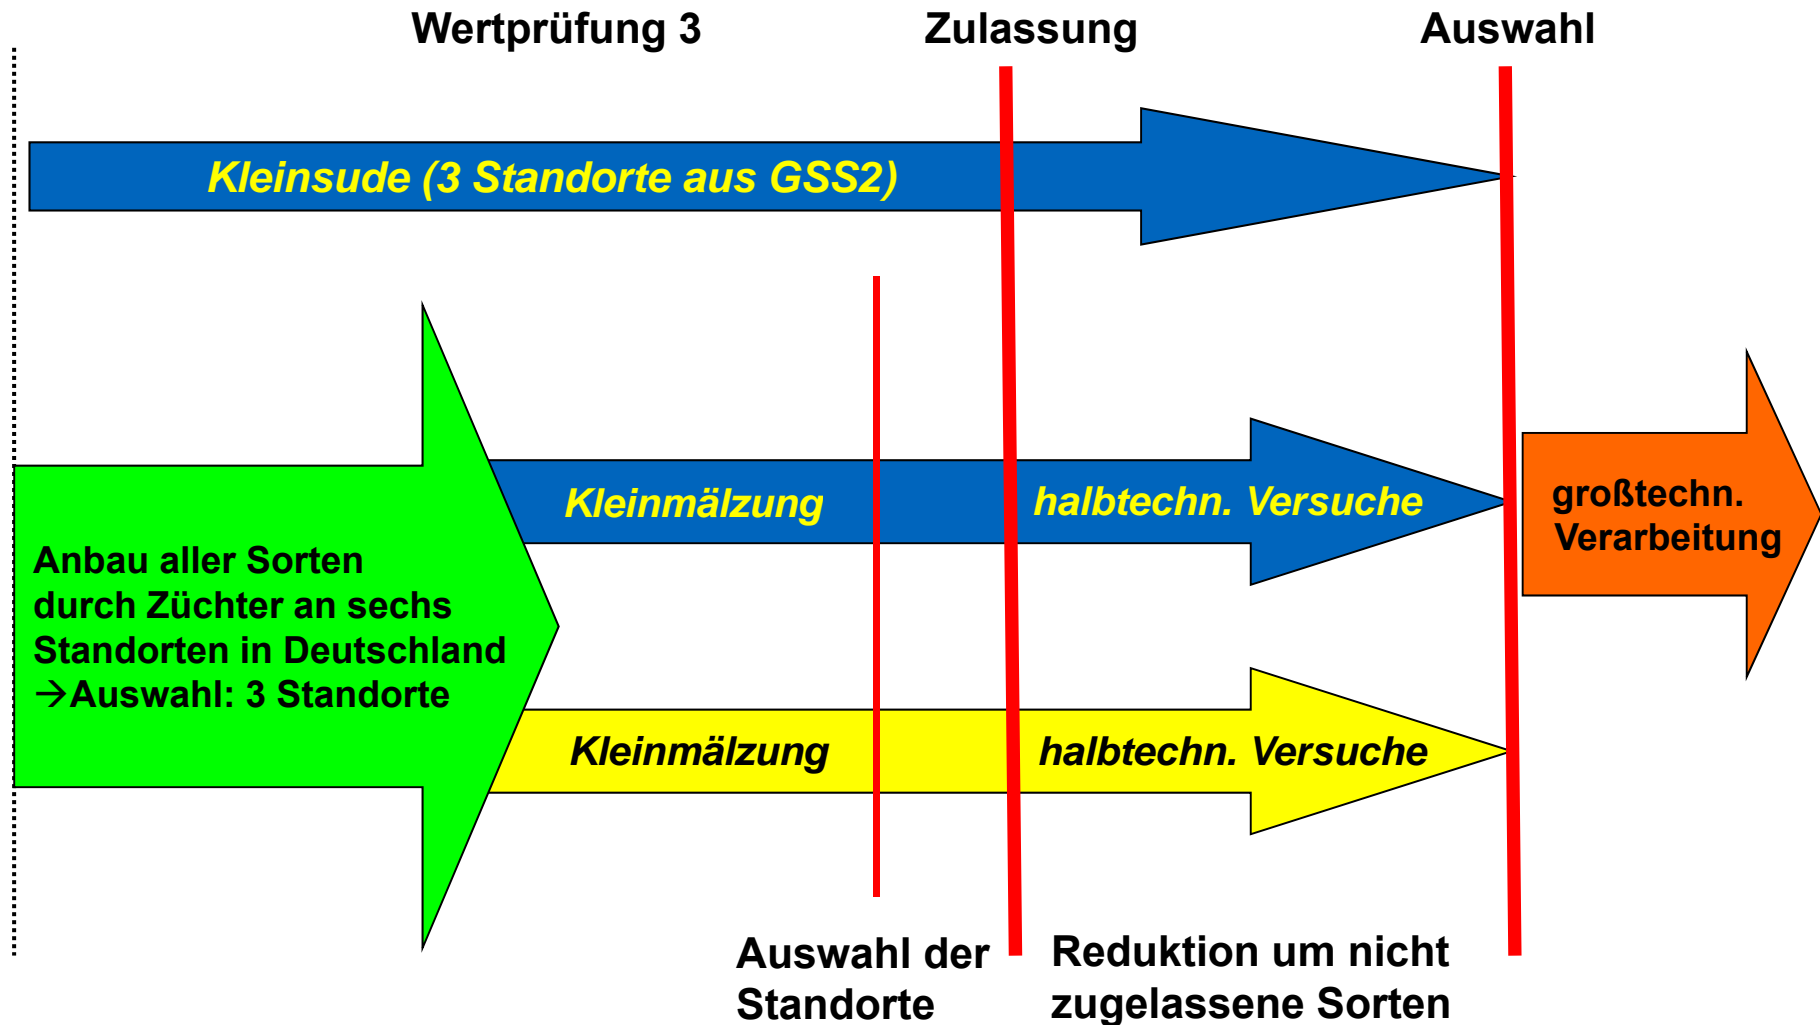 Wertprüfung 3
Zulassung
Auswahl
Kleinsude (3 Standorte aus GSS2)
Kleinmälzung
halbtechn. Versuche
großtechn.
Verarbeitung
Anbau aller Sorten
durch Züchter an sechs
Standorten in Deutschland
→Auswahl: 3 Standorte
Kleinmälzung
halbtechn. Versuche
Auswahl der
Standorte
Reduktion um nicht
zugelassene Sorten